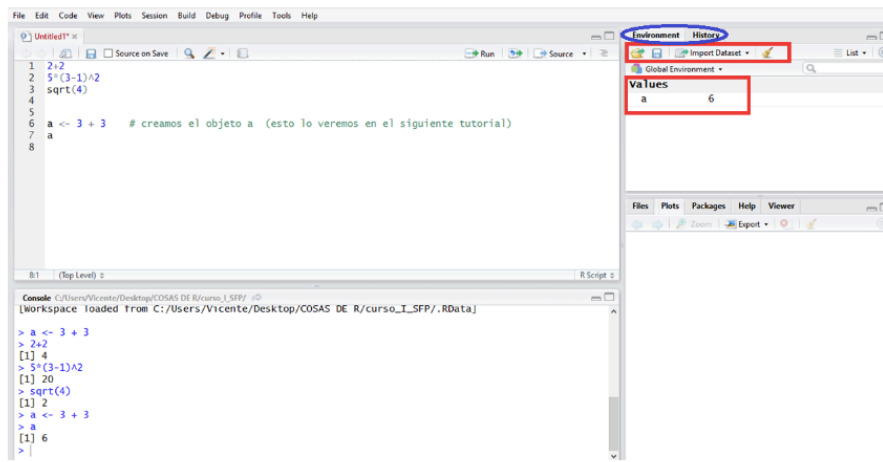 File Edit Code View Plots Session Build Debug Profile Tools Help
Untitled1* ×
Source on Save
Run
Source
1 2+2
2 5*(3-1)^2
3 sqrt(4)
4
5
6 a <- 3 + 3 # creamos el objeto a (esto lo veremos en el siguiente tutorial)
7 a
8
8:1 (Top Level) R Script
Console C:/Users/Vicente/Desktop/COSAS DE R/curso_I_SFP/
[Workspace loaded from C:/Users/Vicente/Desktop/COSAS DE R/curso_I_SFP/.RData]
> a <- 3 + 3
> 2+2
[1] 4
> 5*(3-1)^2
[1] 20
> sqrt(4)
[1] 2
> a <- 3 + 3
> a
[1] 6
>
Environment History
Import Dataset
List
Global Environment
Values
a 6
Files Plots Packages Help Viewer
Zoom Export